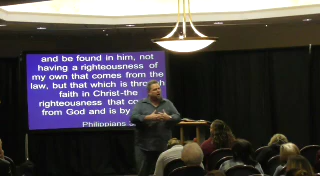 and be found in him, not
having a righteousness of
my own that comes from the
law, but that which is through
faith in Christ-the
righteousness that
from God and is by
Philippians